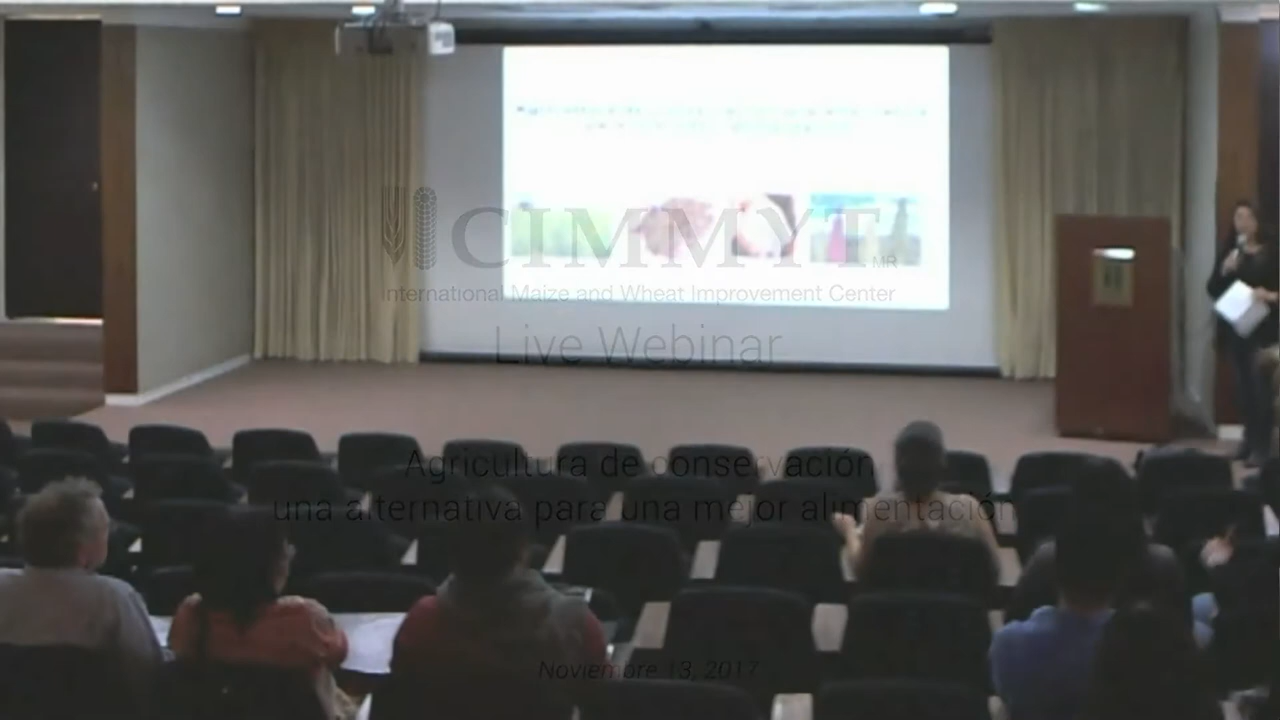 CIMMYT MR
International Maize and Wheat Improvement Center
Live Webinar
Agricultura de conservación
una alternativa para una mejor alimentación
Noviembre 13, 2017